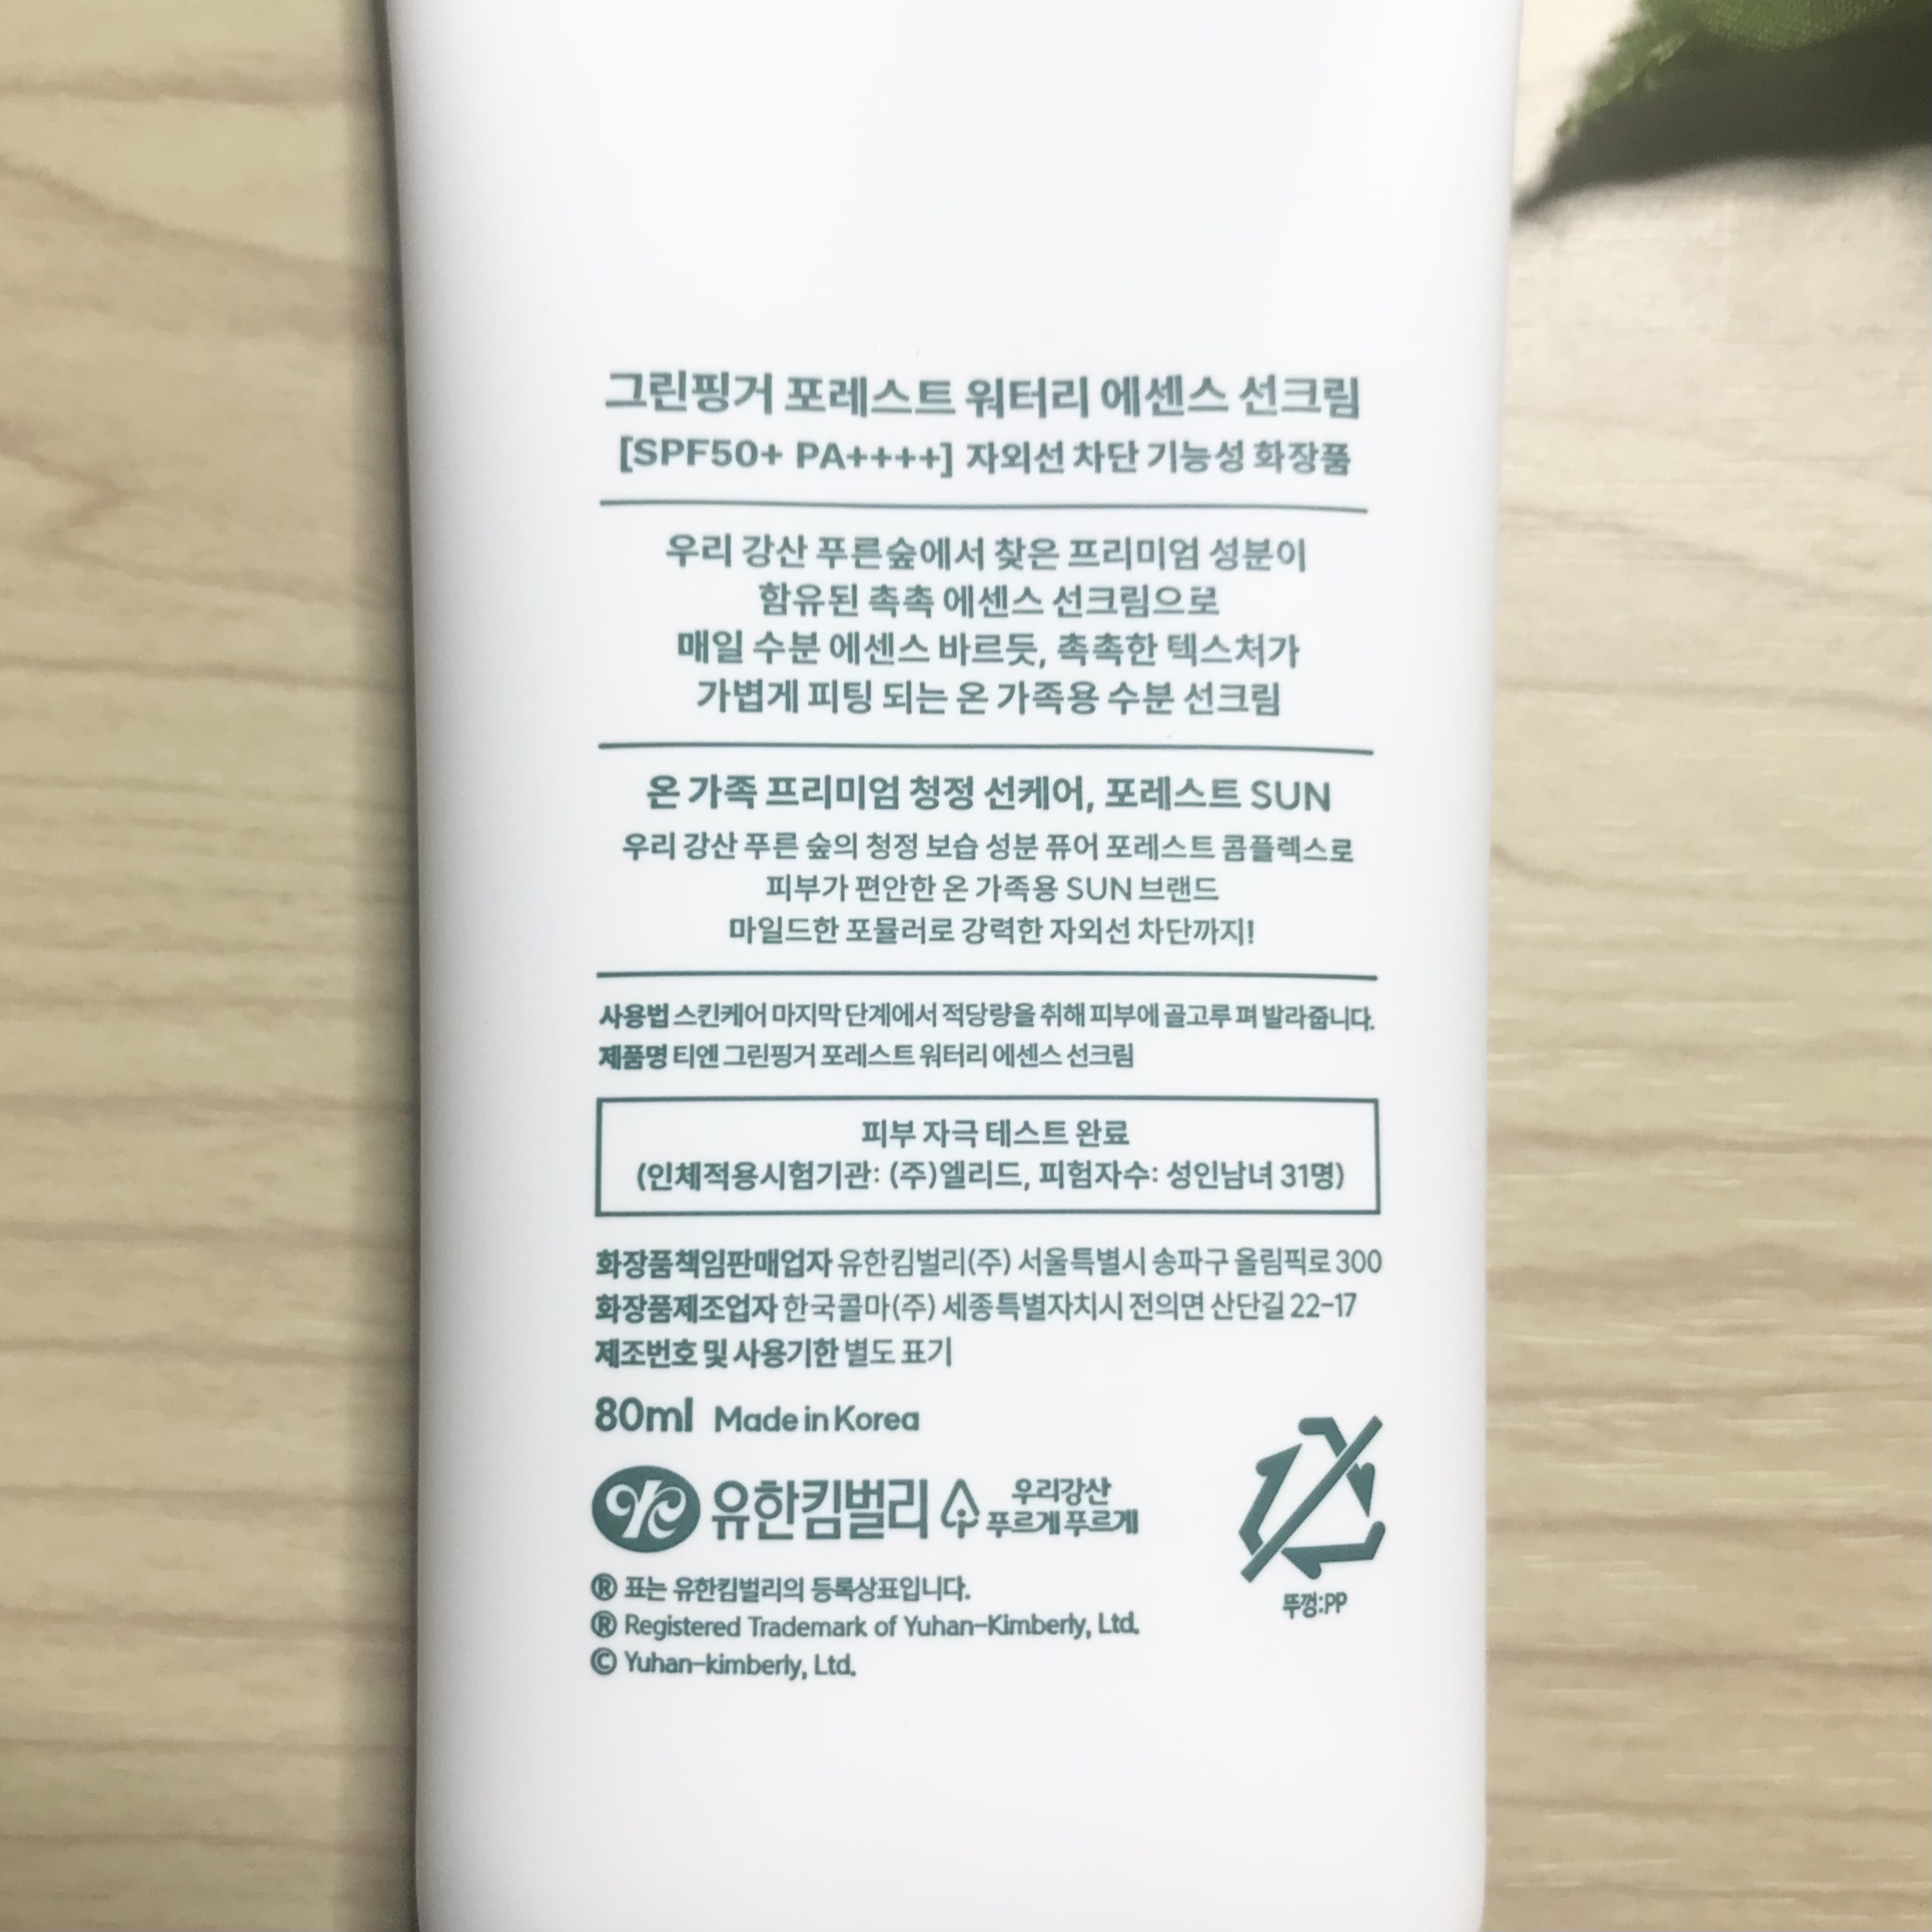 그린핑거 포레스트 워터리 에센스 선크림
[SPF50+ PA++++] 자외선 차단 기능성 화장품
우리 강산 푸른숲에서 찾은 프리미엄 성분이
함유된 촉촉 에센스 선크림으로
매일 수분 에센스 바르듯, 촉촉한 텍스처가
가볍게 피팅 되는 온 가족용 수분 선크림
온 가족 프리미엄 청정 선케어, 포레스트 SUN
우리 강산 푸른 숲의 청정 보습 성분 퓨어 포레스트 콤플렉스로
피부가 편안한 온 가족용 SUN 브랜드
마일드한 포뮬러로 강력한 자외선 차단까지!
사용법 스킨케어 마지막 단계에서 적당량을 취해 피부에 골고루 펴 발라줍니다.
제품명 티엔 그린핑거 포레스트 워터리 에센스 선크림
피부 자극 테스트 완료
(인체적용시험기관: (주)엘리드, 피험자수: 성인남녀 31명)
화장품책임판매업자 유한킴벌리(주) 서울특별시 송파구 올림픽로 300
화장품제조업자 한국콜마(주) 세종특별자치시 전의면 산단길 22-17
제조번호 및 사용기한 별도 표기
80ml Made in Korea
유한킴벌리 우리강산
푸르게 푸르게
뚜껑:PP
® 표는 유한킴벌리의 등록상표입니다.
® Registered Trademark of Yuhan-Kimberly, Ltd.
© Yuhan-kimberly, Ltd.